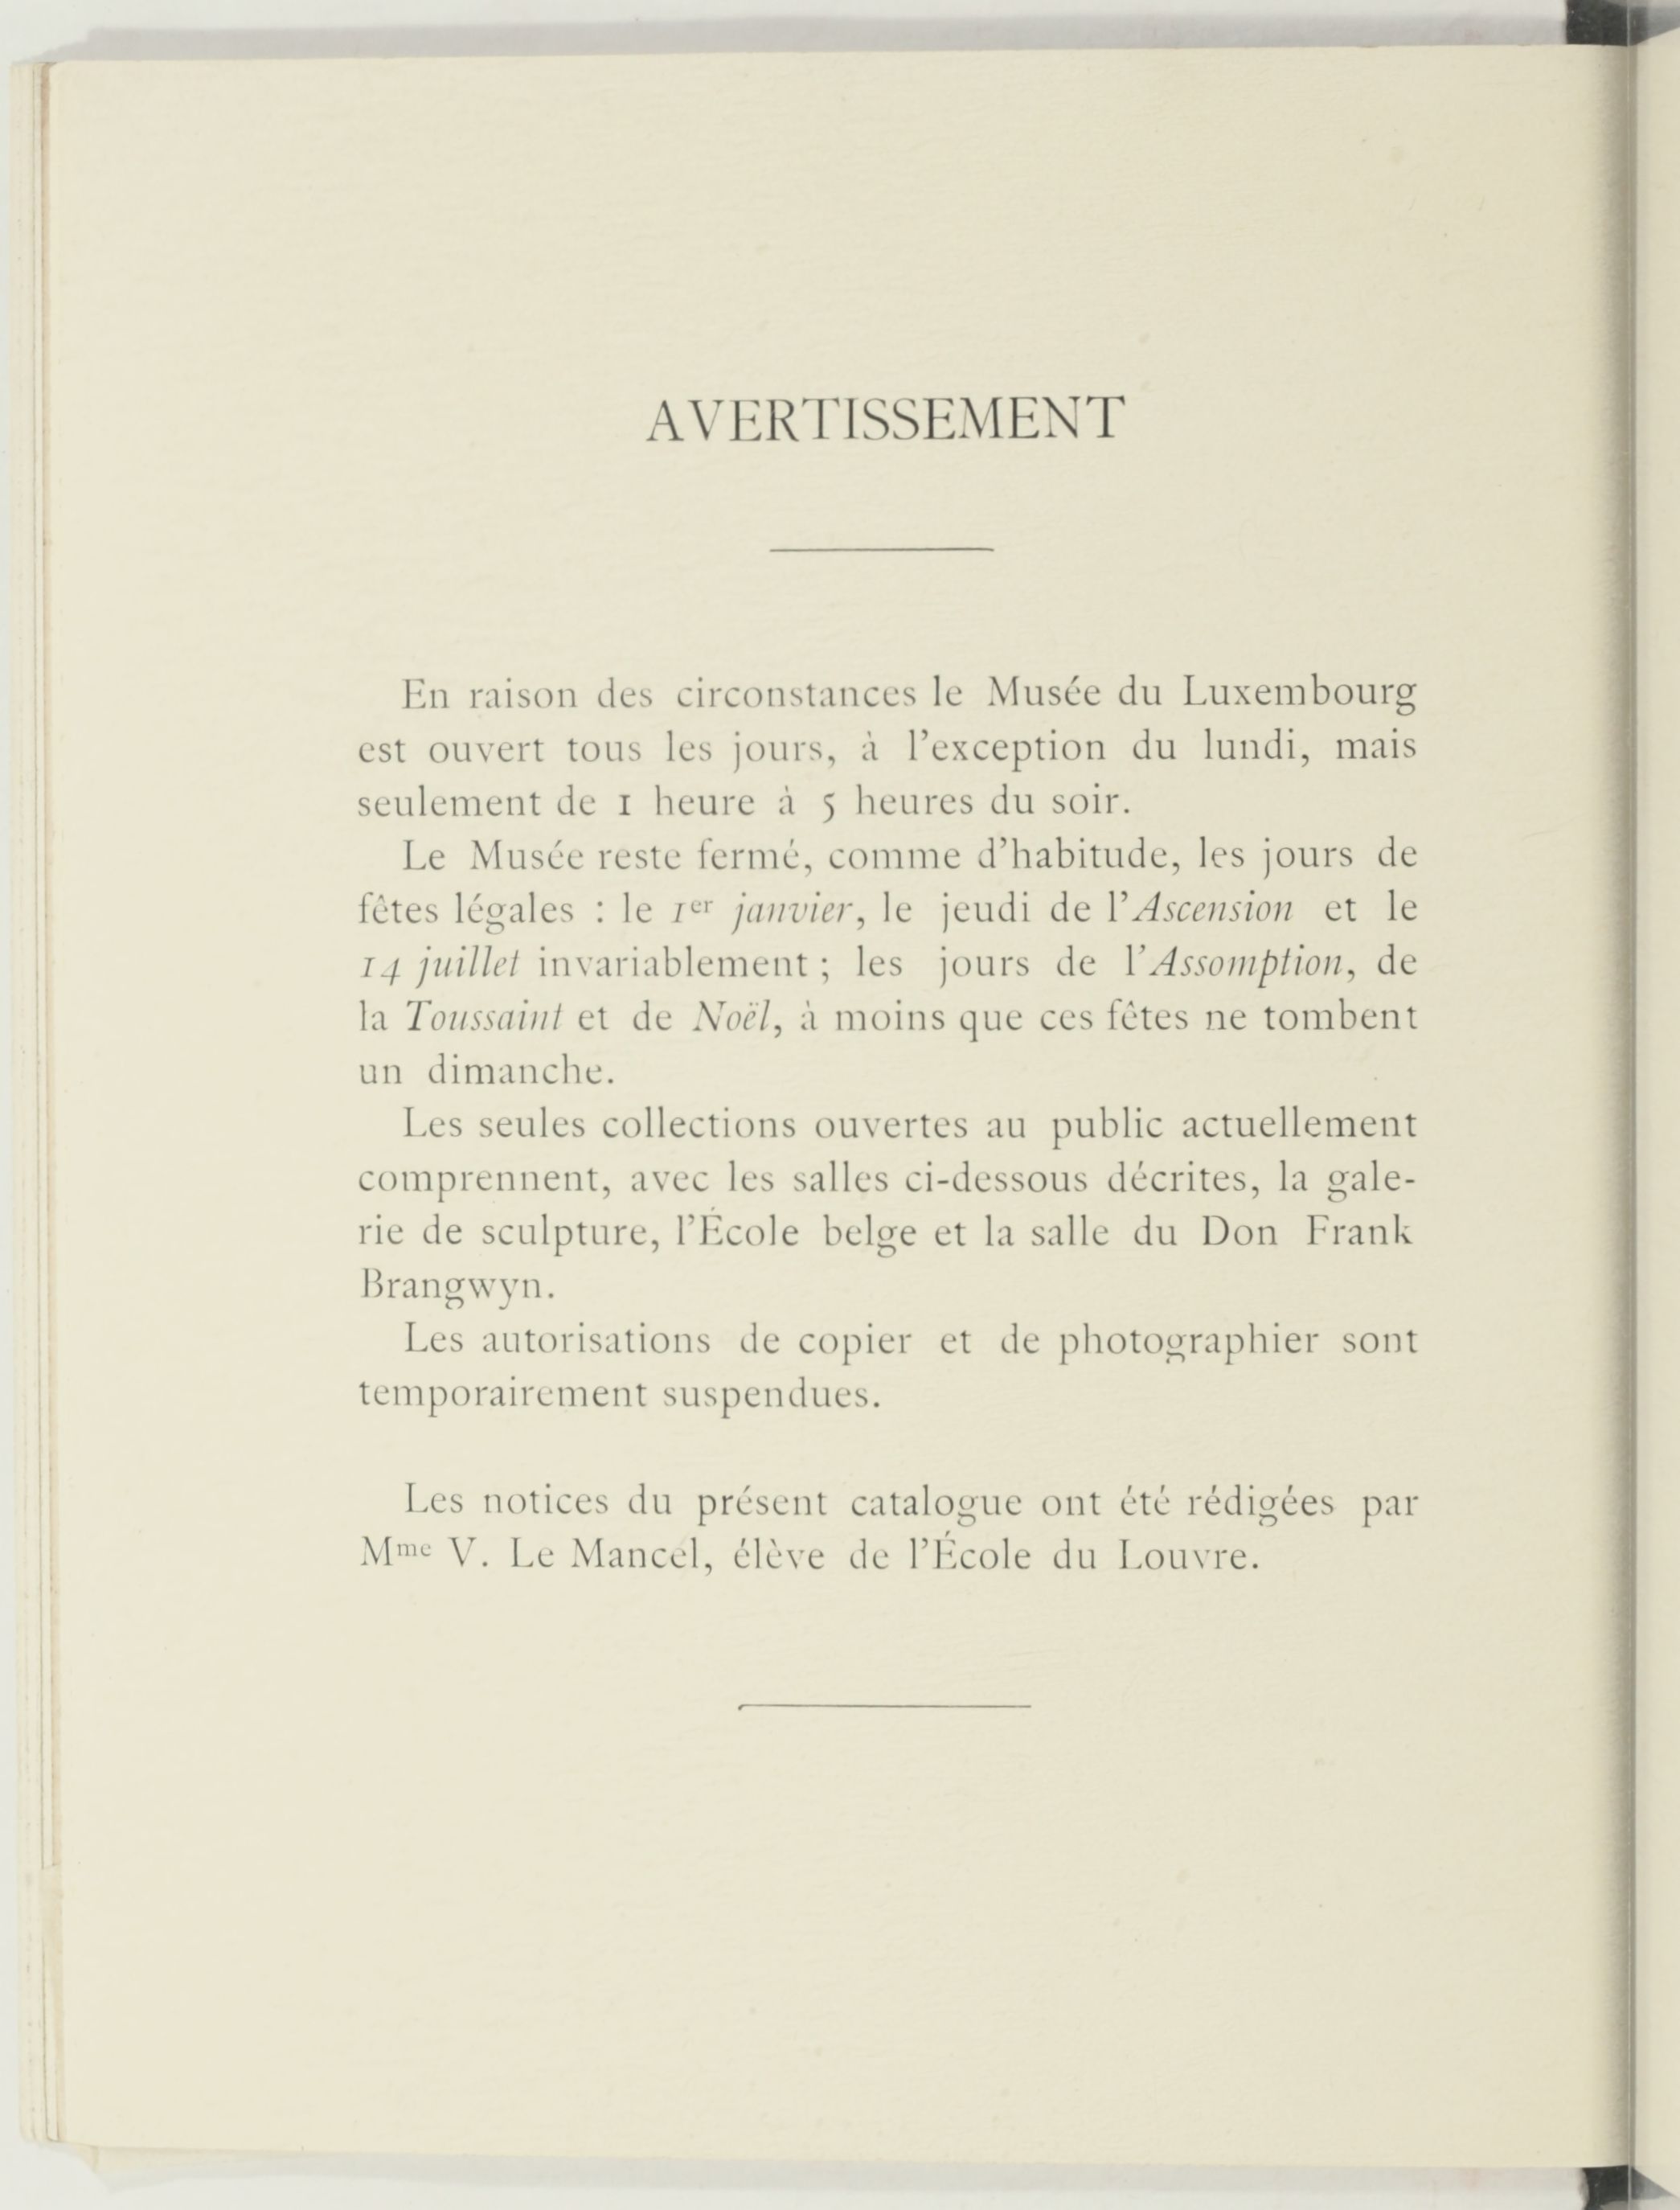 AVERTISSEMENT
En raison des circonstances le Musée du Luxembourg
est ouvert tous les jours, à l'exception du lundi, mais
seulement de 1 heure à 5 heures du soir.
Le Musée reste fermé, comme d'habitude, les jours de
fêtes légales : le 1er janvier, le jeudi de l'Ascension et le
14 juillet invariablement ; les jours de l'Assomption, de
la Toussaint et de Noël, à moins que ces fêtes ne tombent
un dimanche.
Les seules collections ouvertes au public actuellement
comprennent, avec les salles ci-dessous décrites, la gale-
rie de sculpture, l'École belge et la salle du Don Frank
Brangwyn.
Les autorisations de copier et de photographier sont
temporairement suspendues.
Les notices du présent catalogue ont été rédigées par
Mme V. Le Mancel, élève de l'École du Louvre.